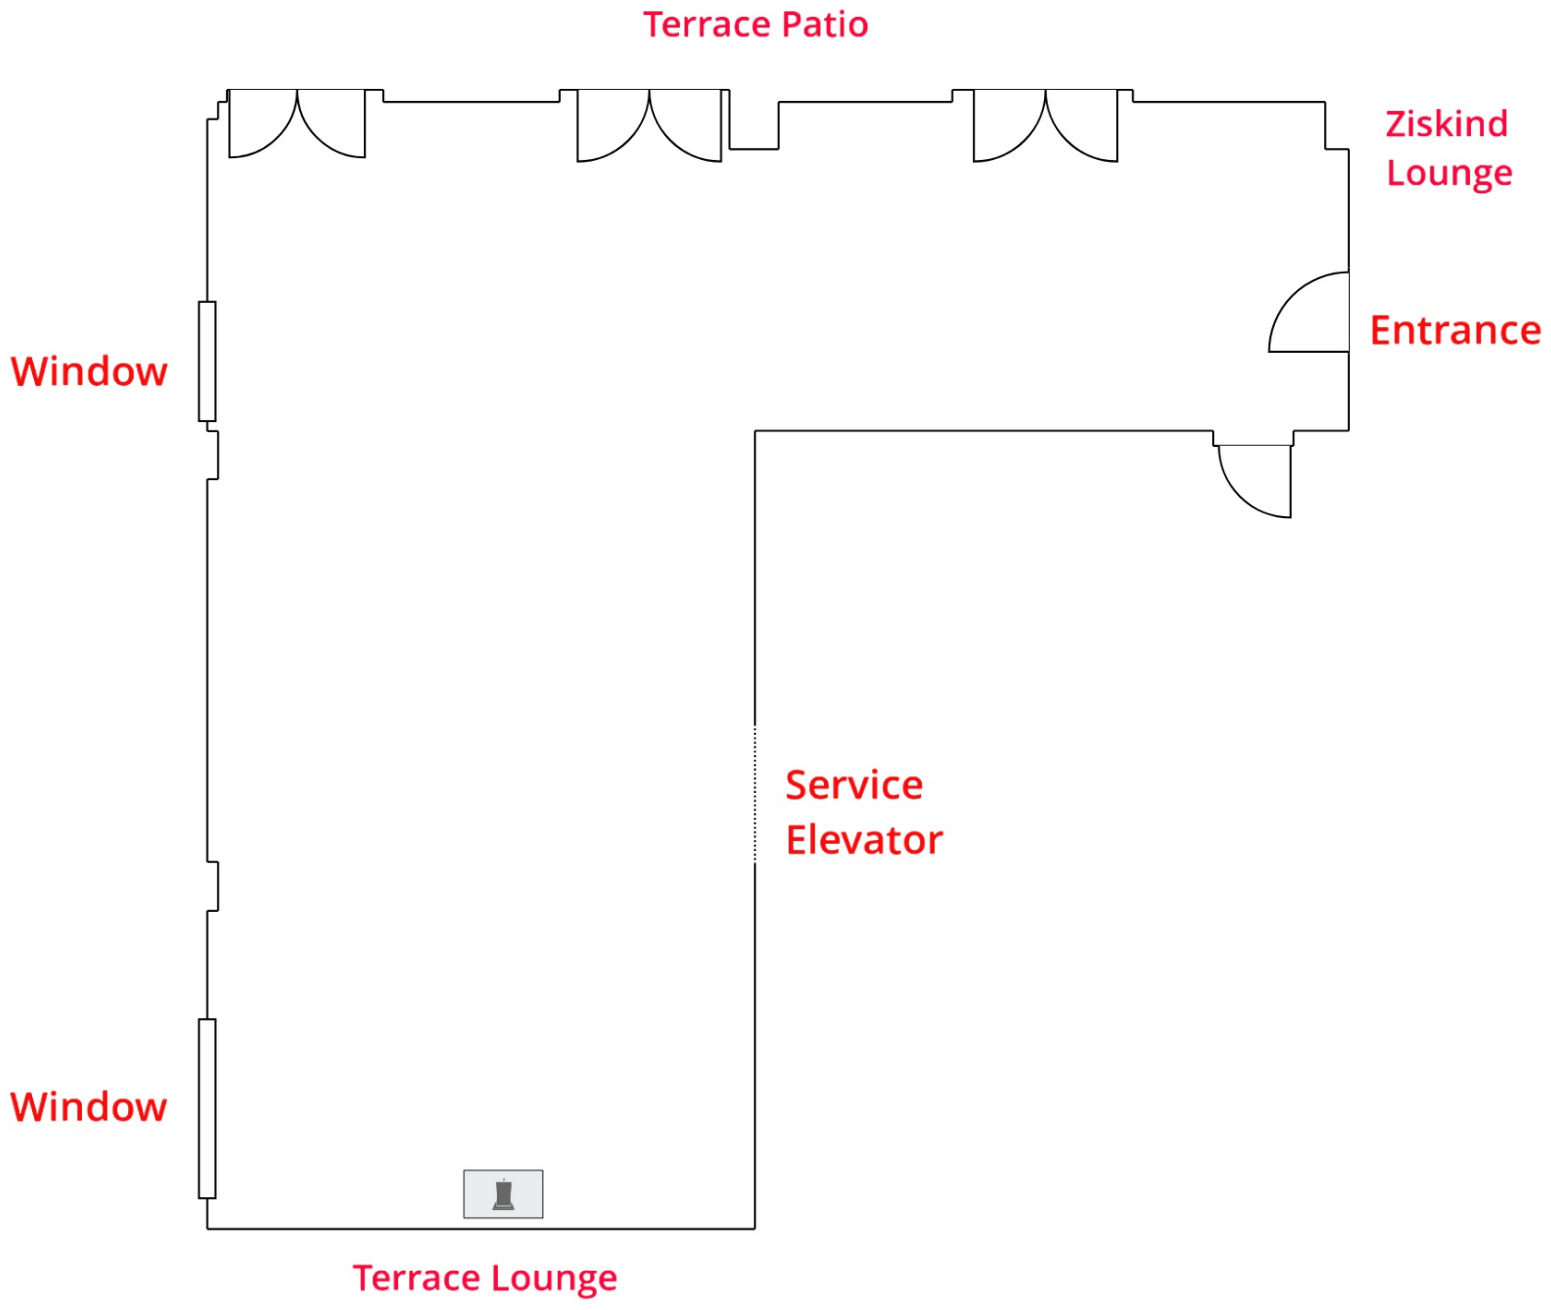 Terrace Patio
Ziskind
Lounge
Entrance
Window
Service
Elevator
Window
Terrace Lounge